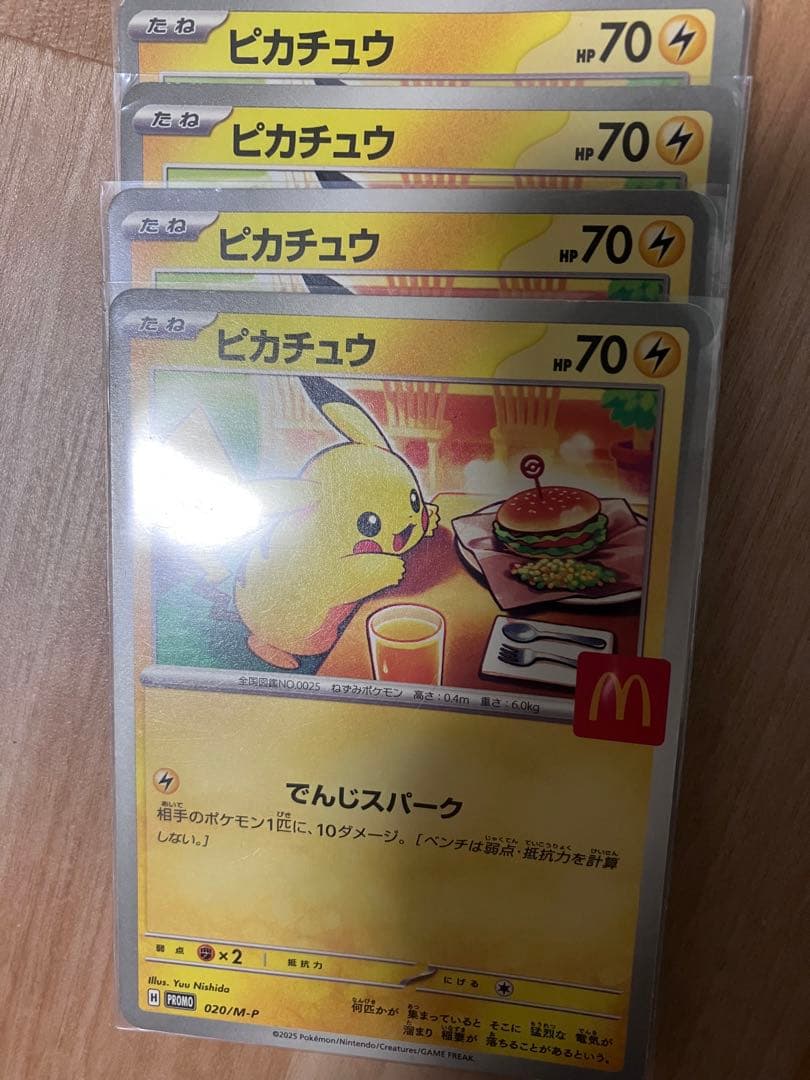 たね ピカチュウ HP70
たね ピカチュウ HP70
たね ピカチュウ HP70
たね ピカチュウ HP70
全国図鑑NO.0025 ねずみポケモン 高さ:0.4m 重さ:6.0kg
でんじスパーク
相手のポケモン1匹に、10ダメージ。[ベンチは弱点・抵抗力を計算
しない。]
弱点 ×2 抵抗力 にげる
Illus. Yuu Nishida
H PROMO 020/M-P
何匹かが 集まっていると そこに 猛烈な 電気が
溜まり 稲妻が 落ちることがあるという。
©2025 Pokémon/Nintendo/Creatures/GAME FREAK.